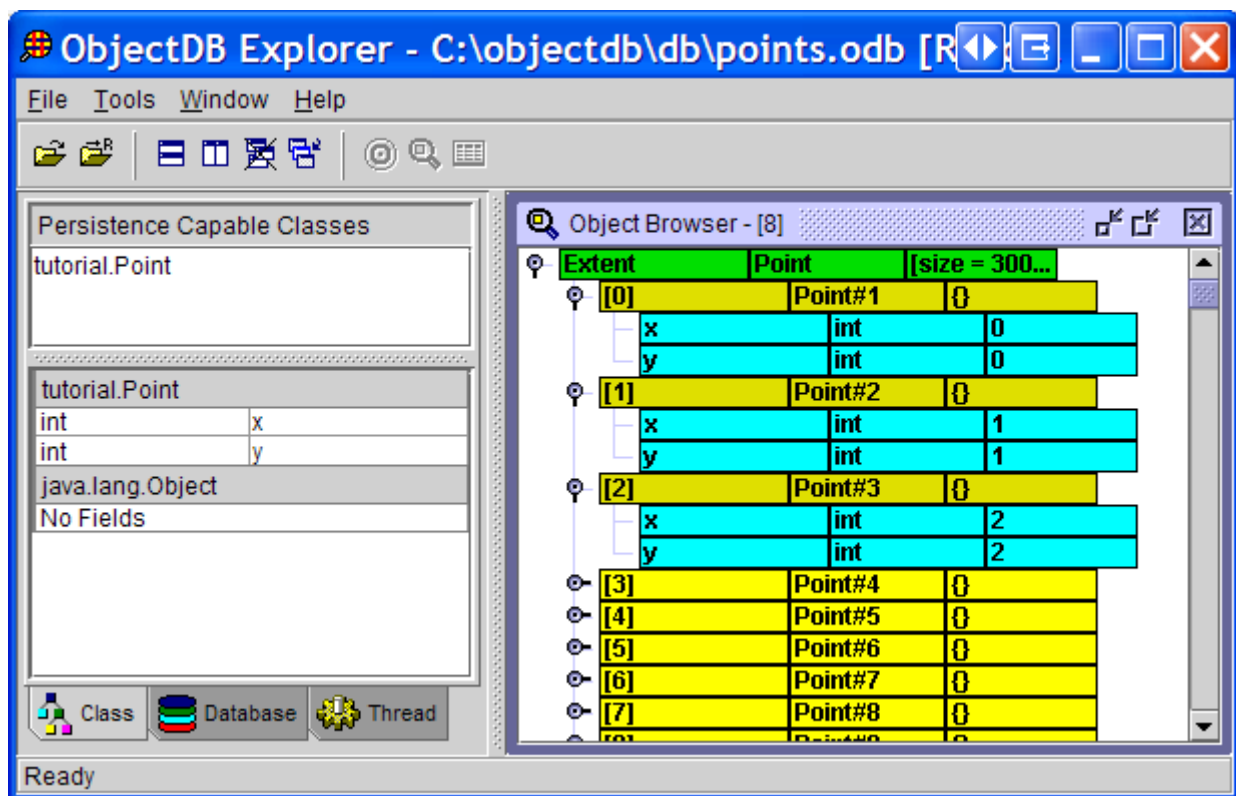 ObjectDB Explorer - C:\objectdb\db\points.odb [R
File Tools Window Help
Persistence Capable Classes
tutorial.Point
tutorial.Point
int x
int y
java.lang.Object
No Fields
Class Database Thread
Object Browser - [8]
Extent Point [size = 300...
[0] Point#1 {}
x int 0
y int 0
[1] Point#2 {}
x int 1
y int 1
[2] Point#3 {}
x int 2
y int 2
[3] Point#4 {}
[4] Point#5 {}
[5] Point#6 {}
[6] Point#7 {}
[7] Point#8 {}
Ready